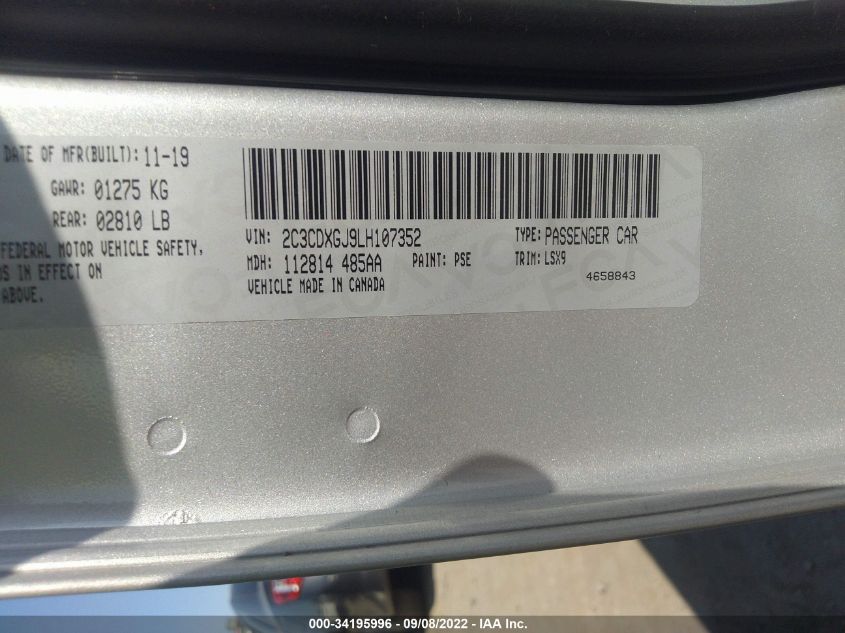 DATE OF MFR(BUILT): 11-19
GAWR: 01275 KG
REAR: 02810 LB
FEDERAL MOTOR VEHICLE SAFETY,
IN EFFECT ON
ABOVE.
VIN: 2C3CDXGJ9LH107352
TYPE: PASSENGER CAR
MDH: 112814 485AA
PAINT: PSE
TRIM: LSX9
VEHICLE MADE IN CANADA
4658843
000-34195996 - 09/08/2022 - IAA Inc.